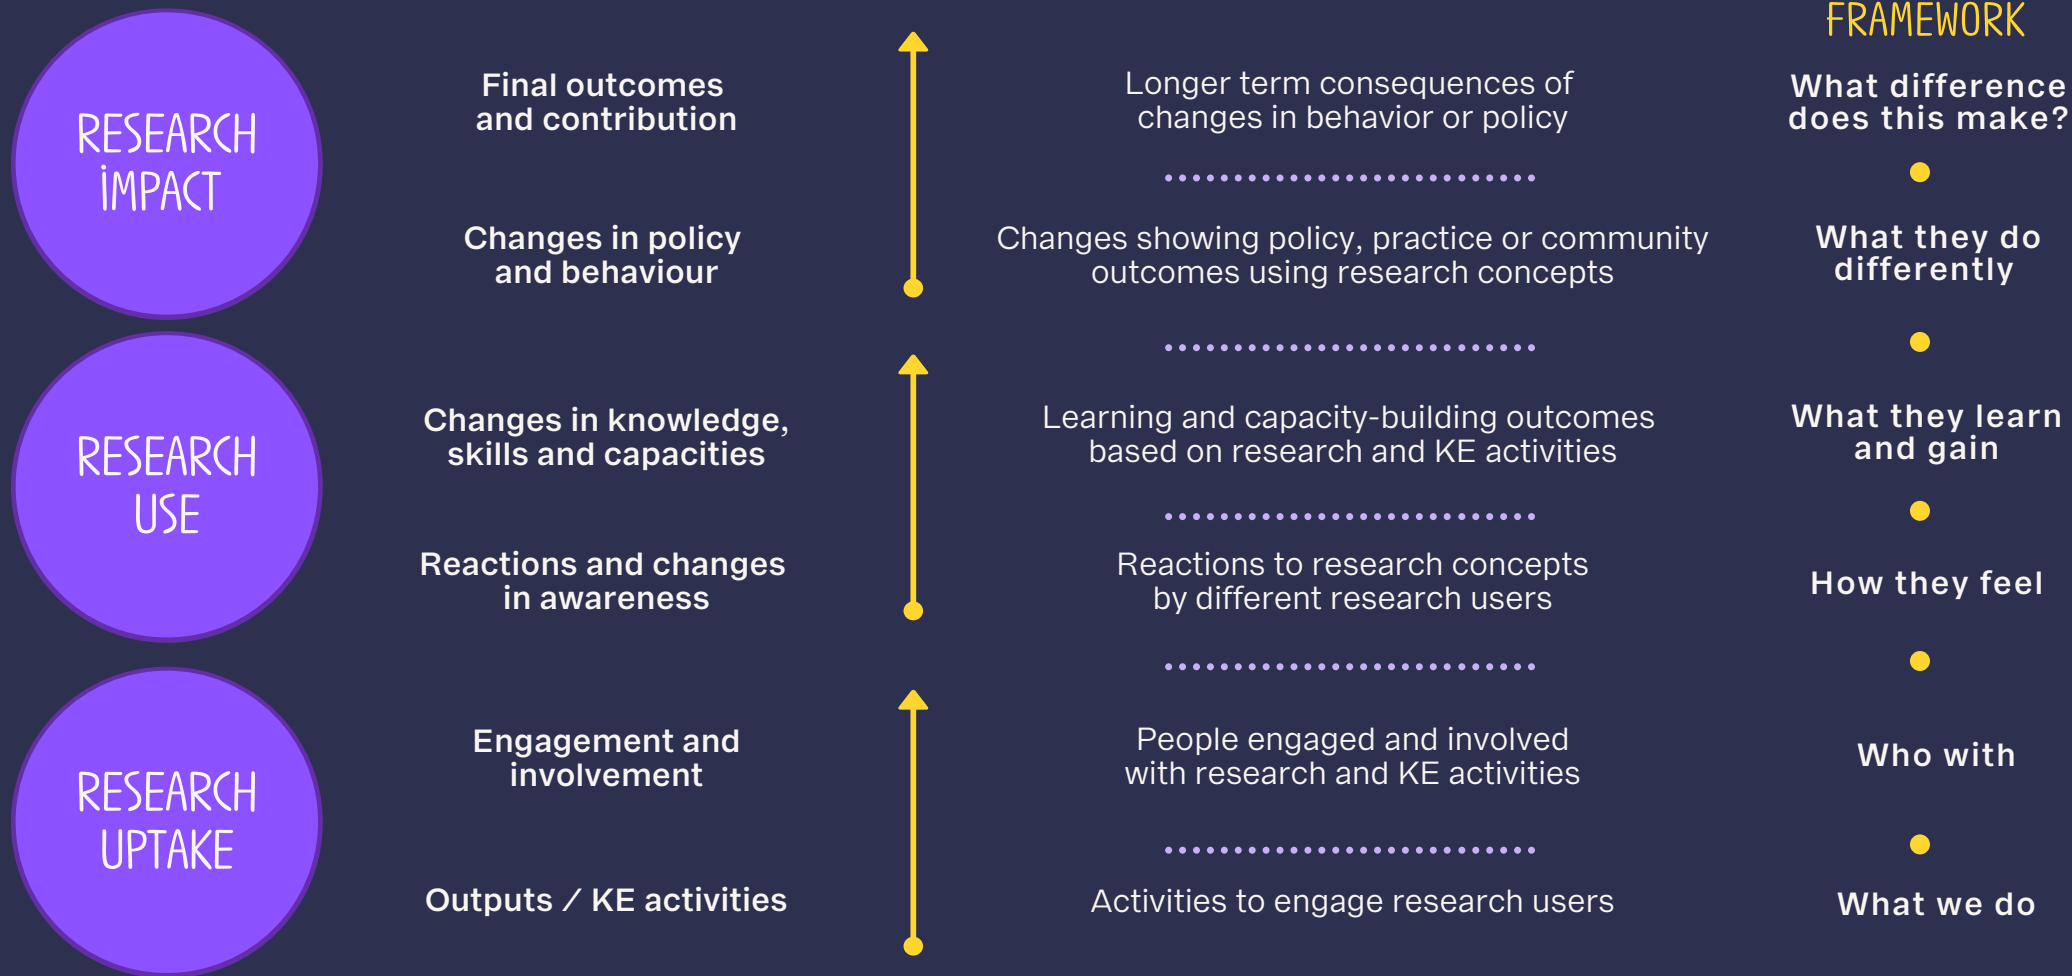 FRAMEWORK
RESEARCH
IMPACT
Final outcomes
and contribution
Longer term consequences of
changes in behavior or policy
What difference
does this make?
Changes in policy
and behaviour
Changes showing policy, practice or community
outcomes using research concepts
What they do
differently
RESEARCH
USE
Changes in knowledge,
skills and capacities
Learning and capacity-building outcomes
based on research and KE activities
What they learn
and gain
Reactions and changes
in awareness
Reactions to research concepts
by different research users
How they feel
RESEARCH
UPTAKE
Engagement and
involvement
People engaged and involved
with research and KE activities
Who with
Outputs / KE activities
Activities to engage research users
What we do